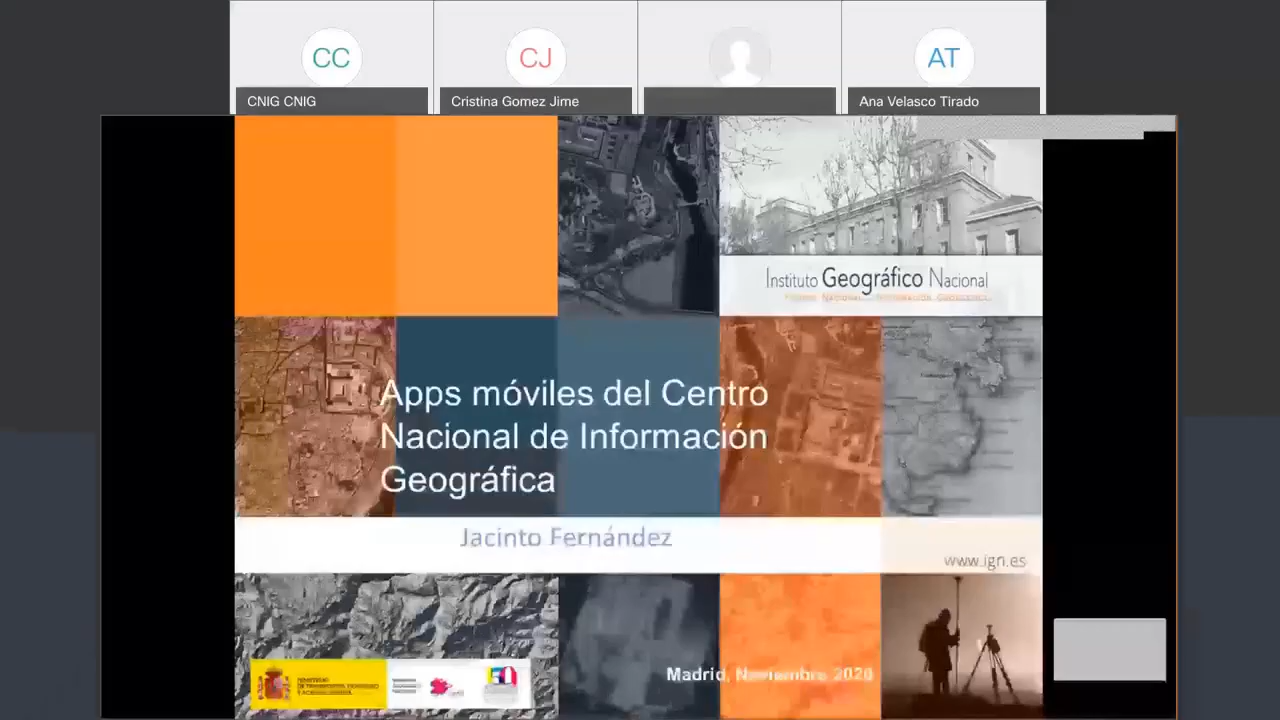 CC
CJ
AT
CNIG CNIG
Cristina Gomez Jime
Ana Velasco Tirado
Instituto Geográfico Nacional
Apps móviles del Centro
Nacional de Información
Geográfica
Jacinto Fernández
www.ign.es
Madrid, Noviembre 2020